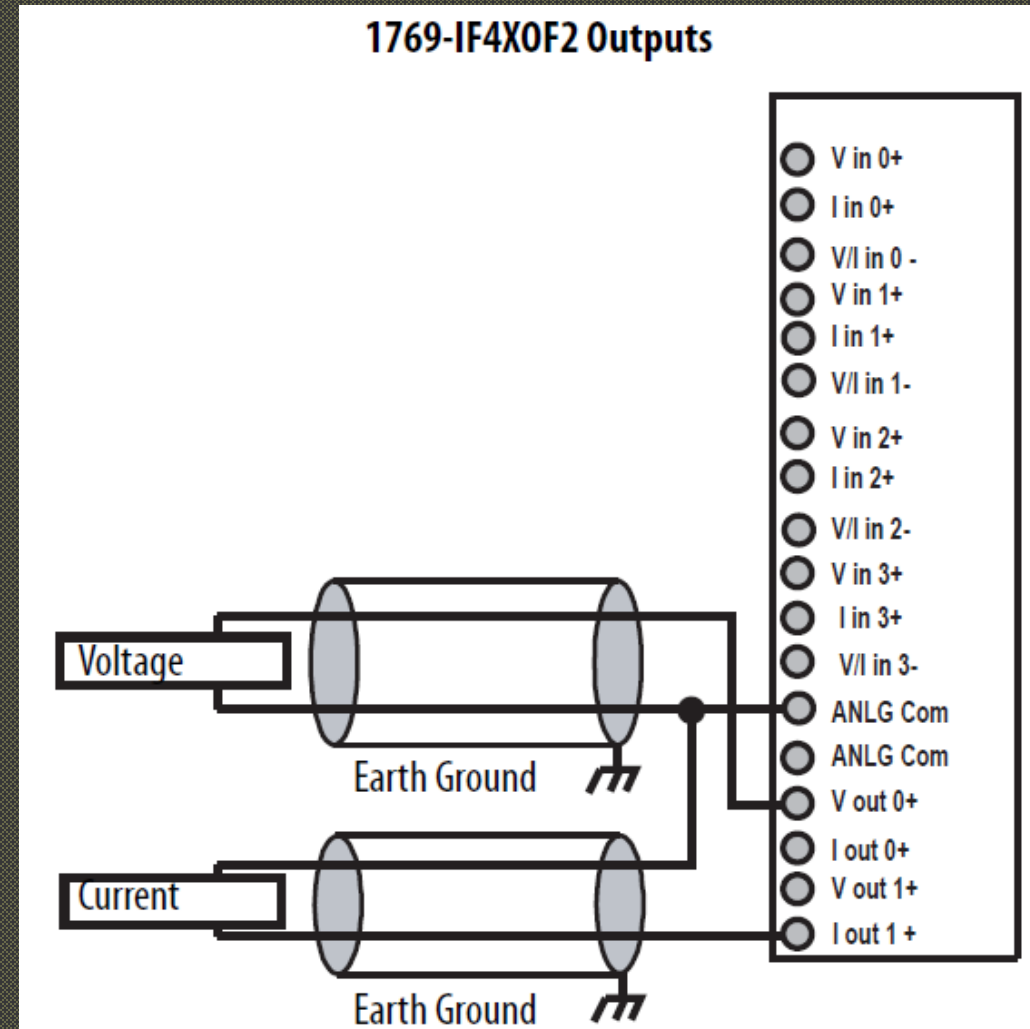 1769-IF4XOF2 Outputs
V in 0+
I in 0+
V/I in 0 -
V in 1+
I in 1+
V/I in 1-
V in 2+
I in 2+
V/I in 2-
V in 3+
I in 3+
V/I in 3-
ANLG Com
ANLG Com
V out 0+
I out 0+
V out 1+
I out 1 +
Voltage
Earth Ground
Current
Earth Ground